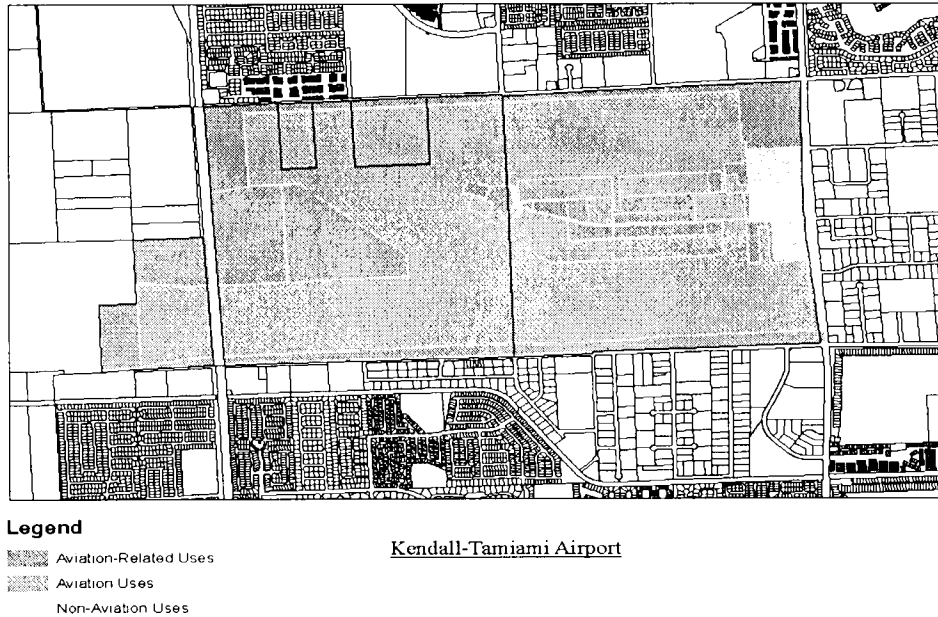 Legend
Aviation-Related Uses
Aviation Uses
Non-Aviation Uses
Kendall-Tamiami Airport